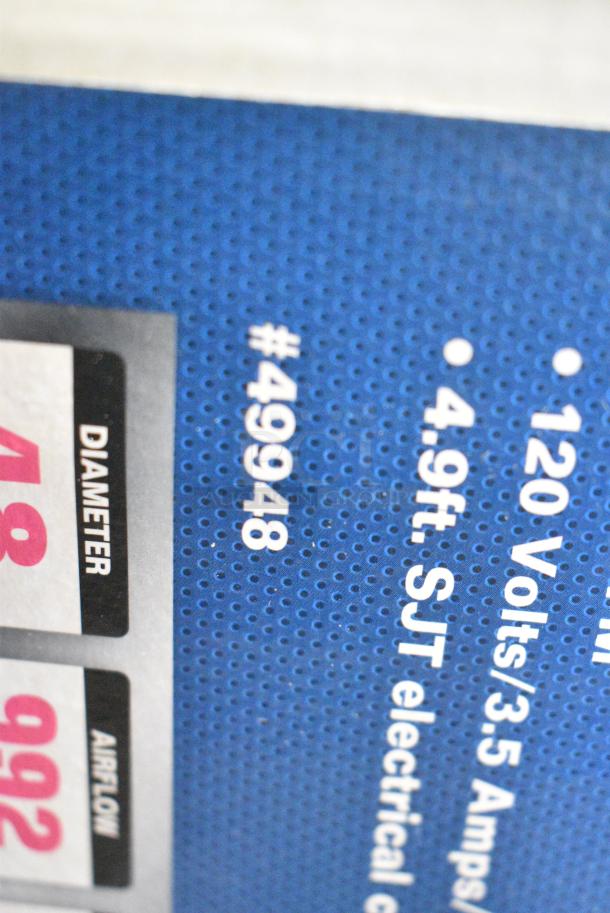 • 120 Volts/3.5 Amps/
• 4.9ft. SJT electrical c
#49948
DIAMETER
48
AIRFLOW
992